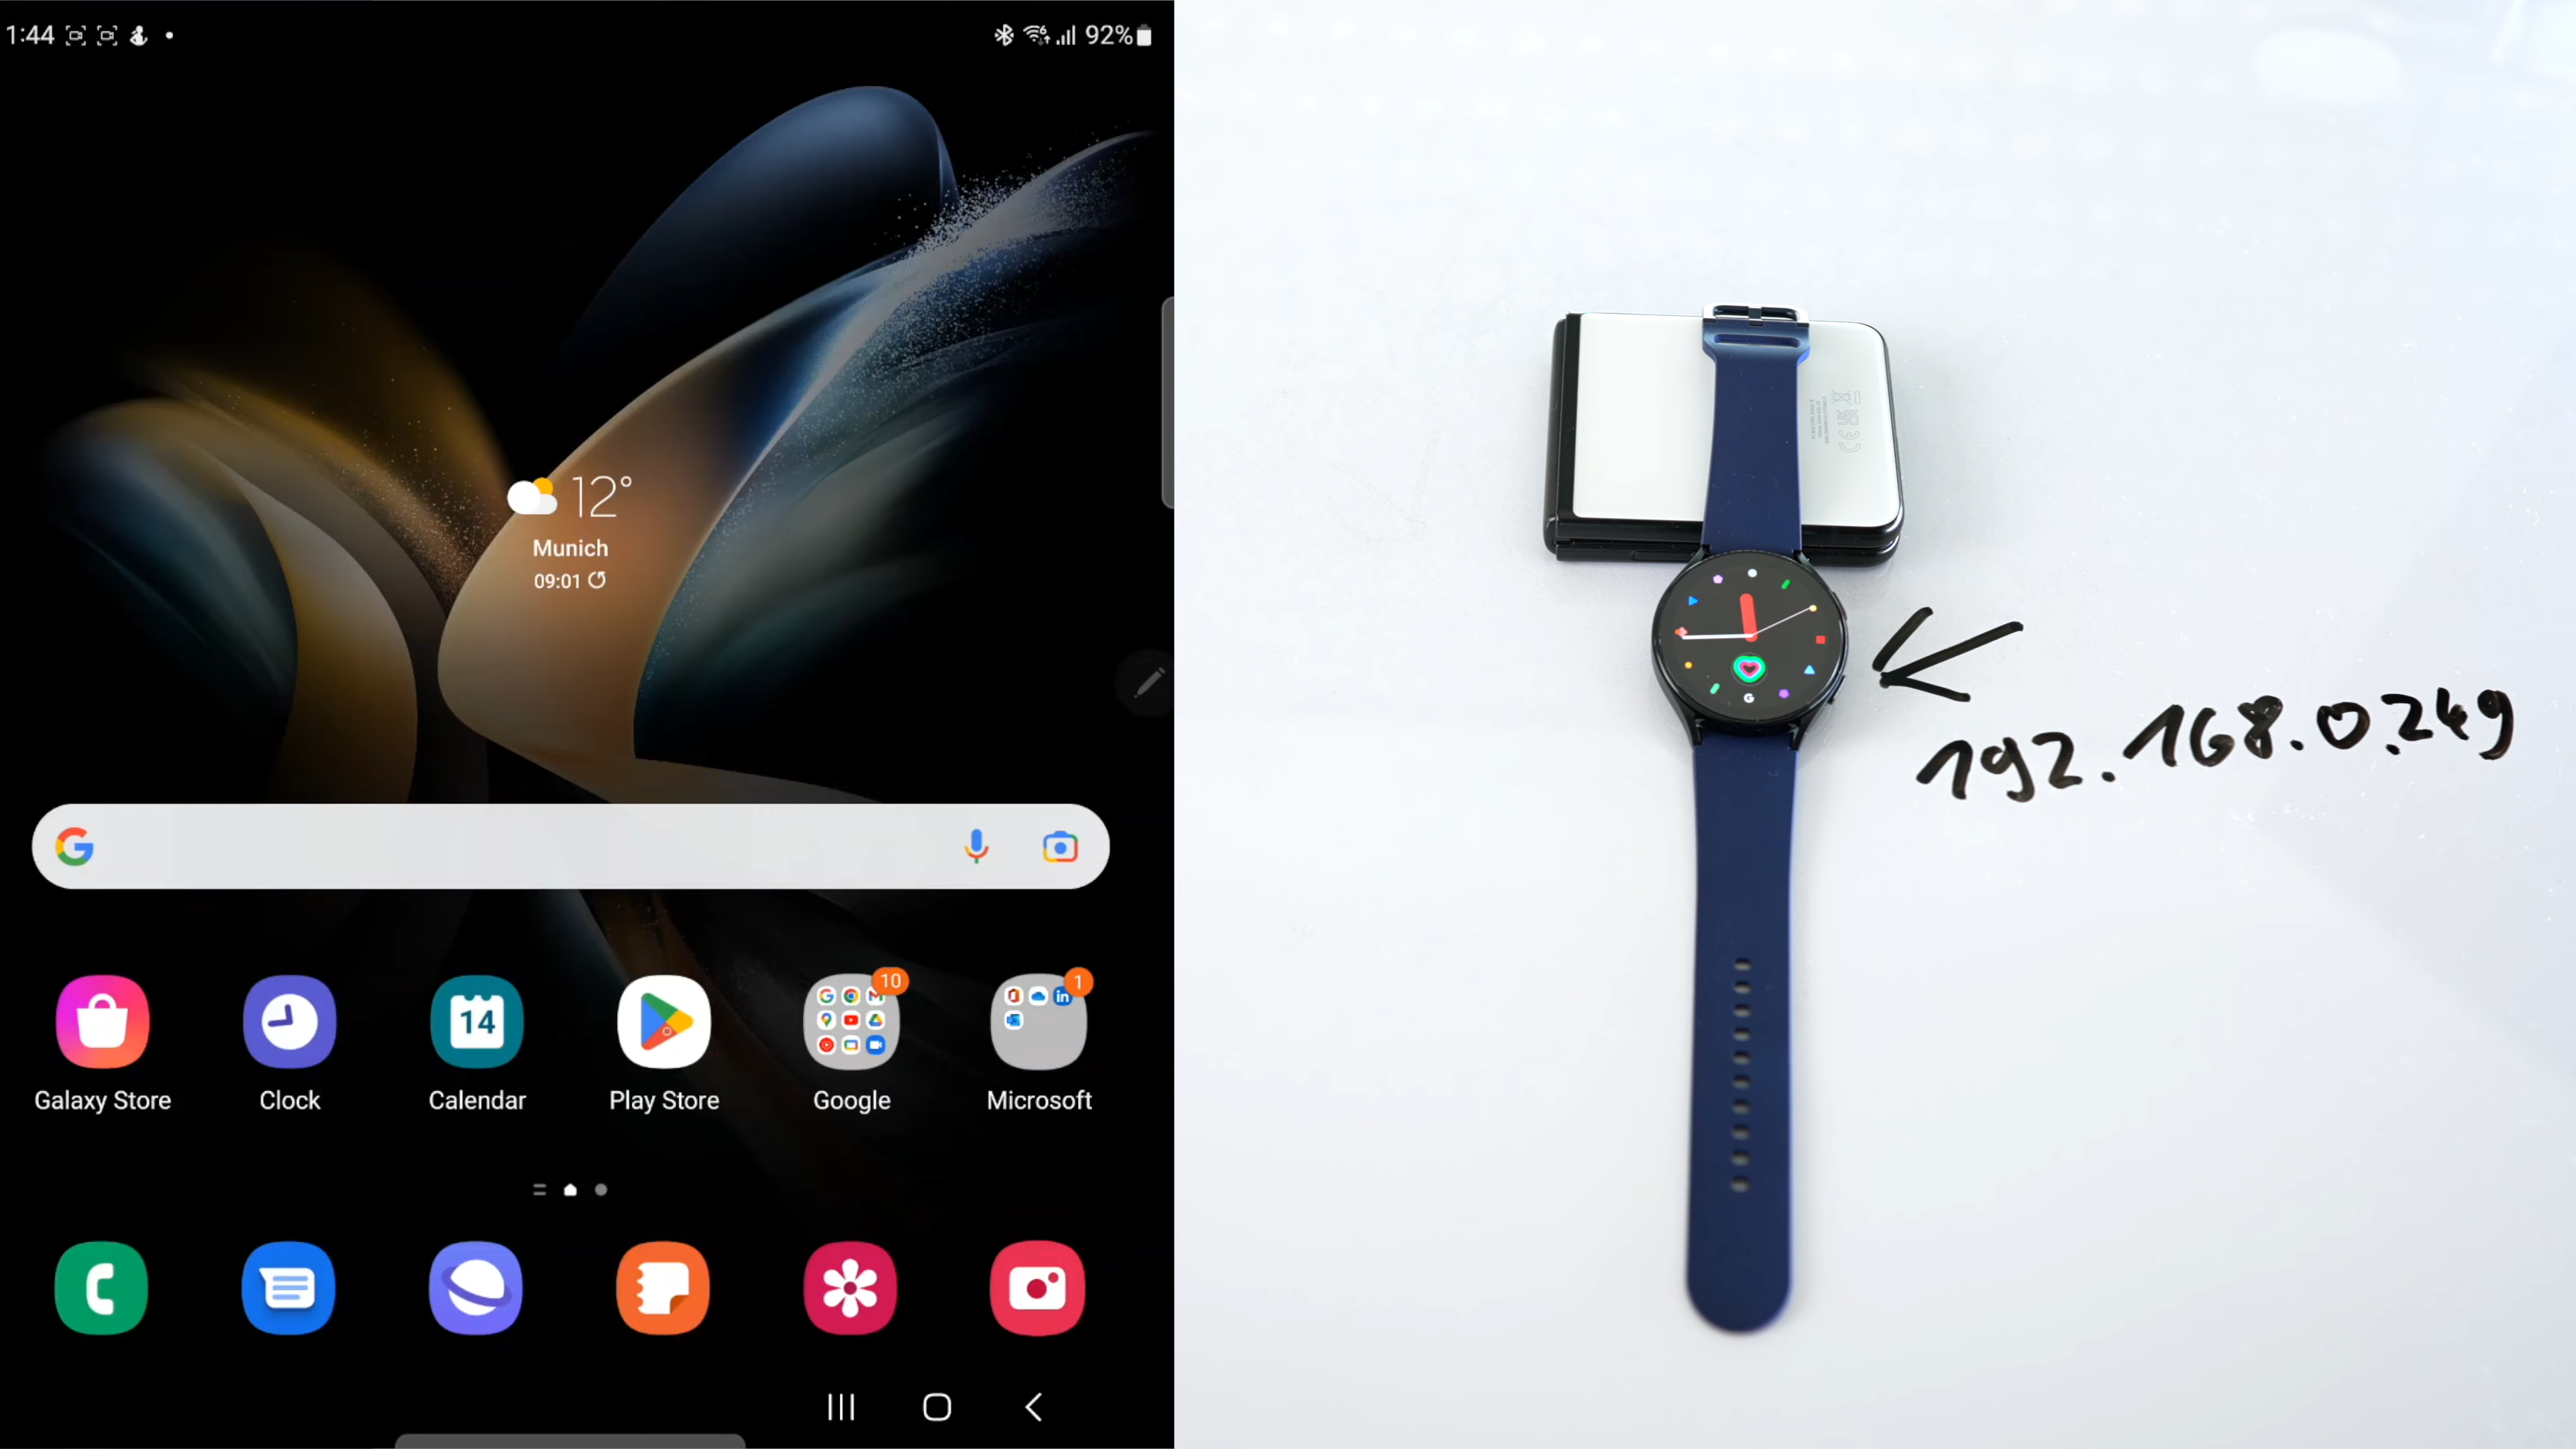 1:44
92%
12°
Munich
09:01
10
1
14
Galaxy Store
Clock
Calendar
Play Store
Google
Microsoft
192.168.0.249